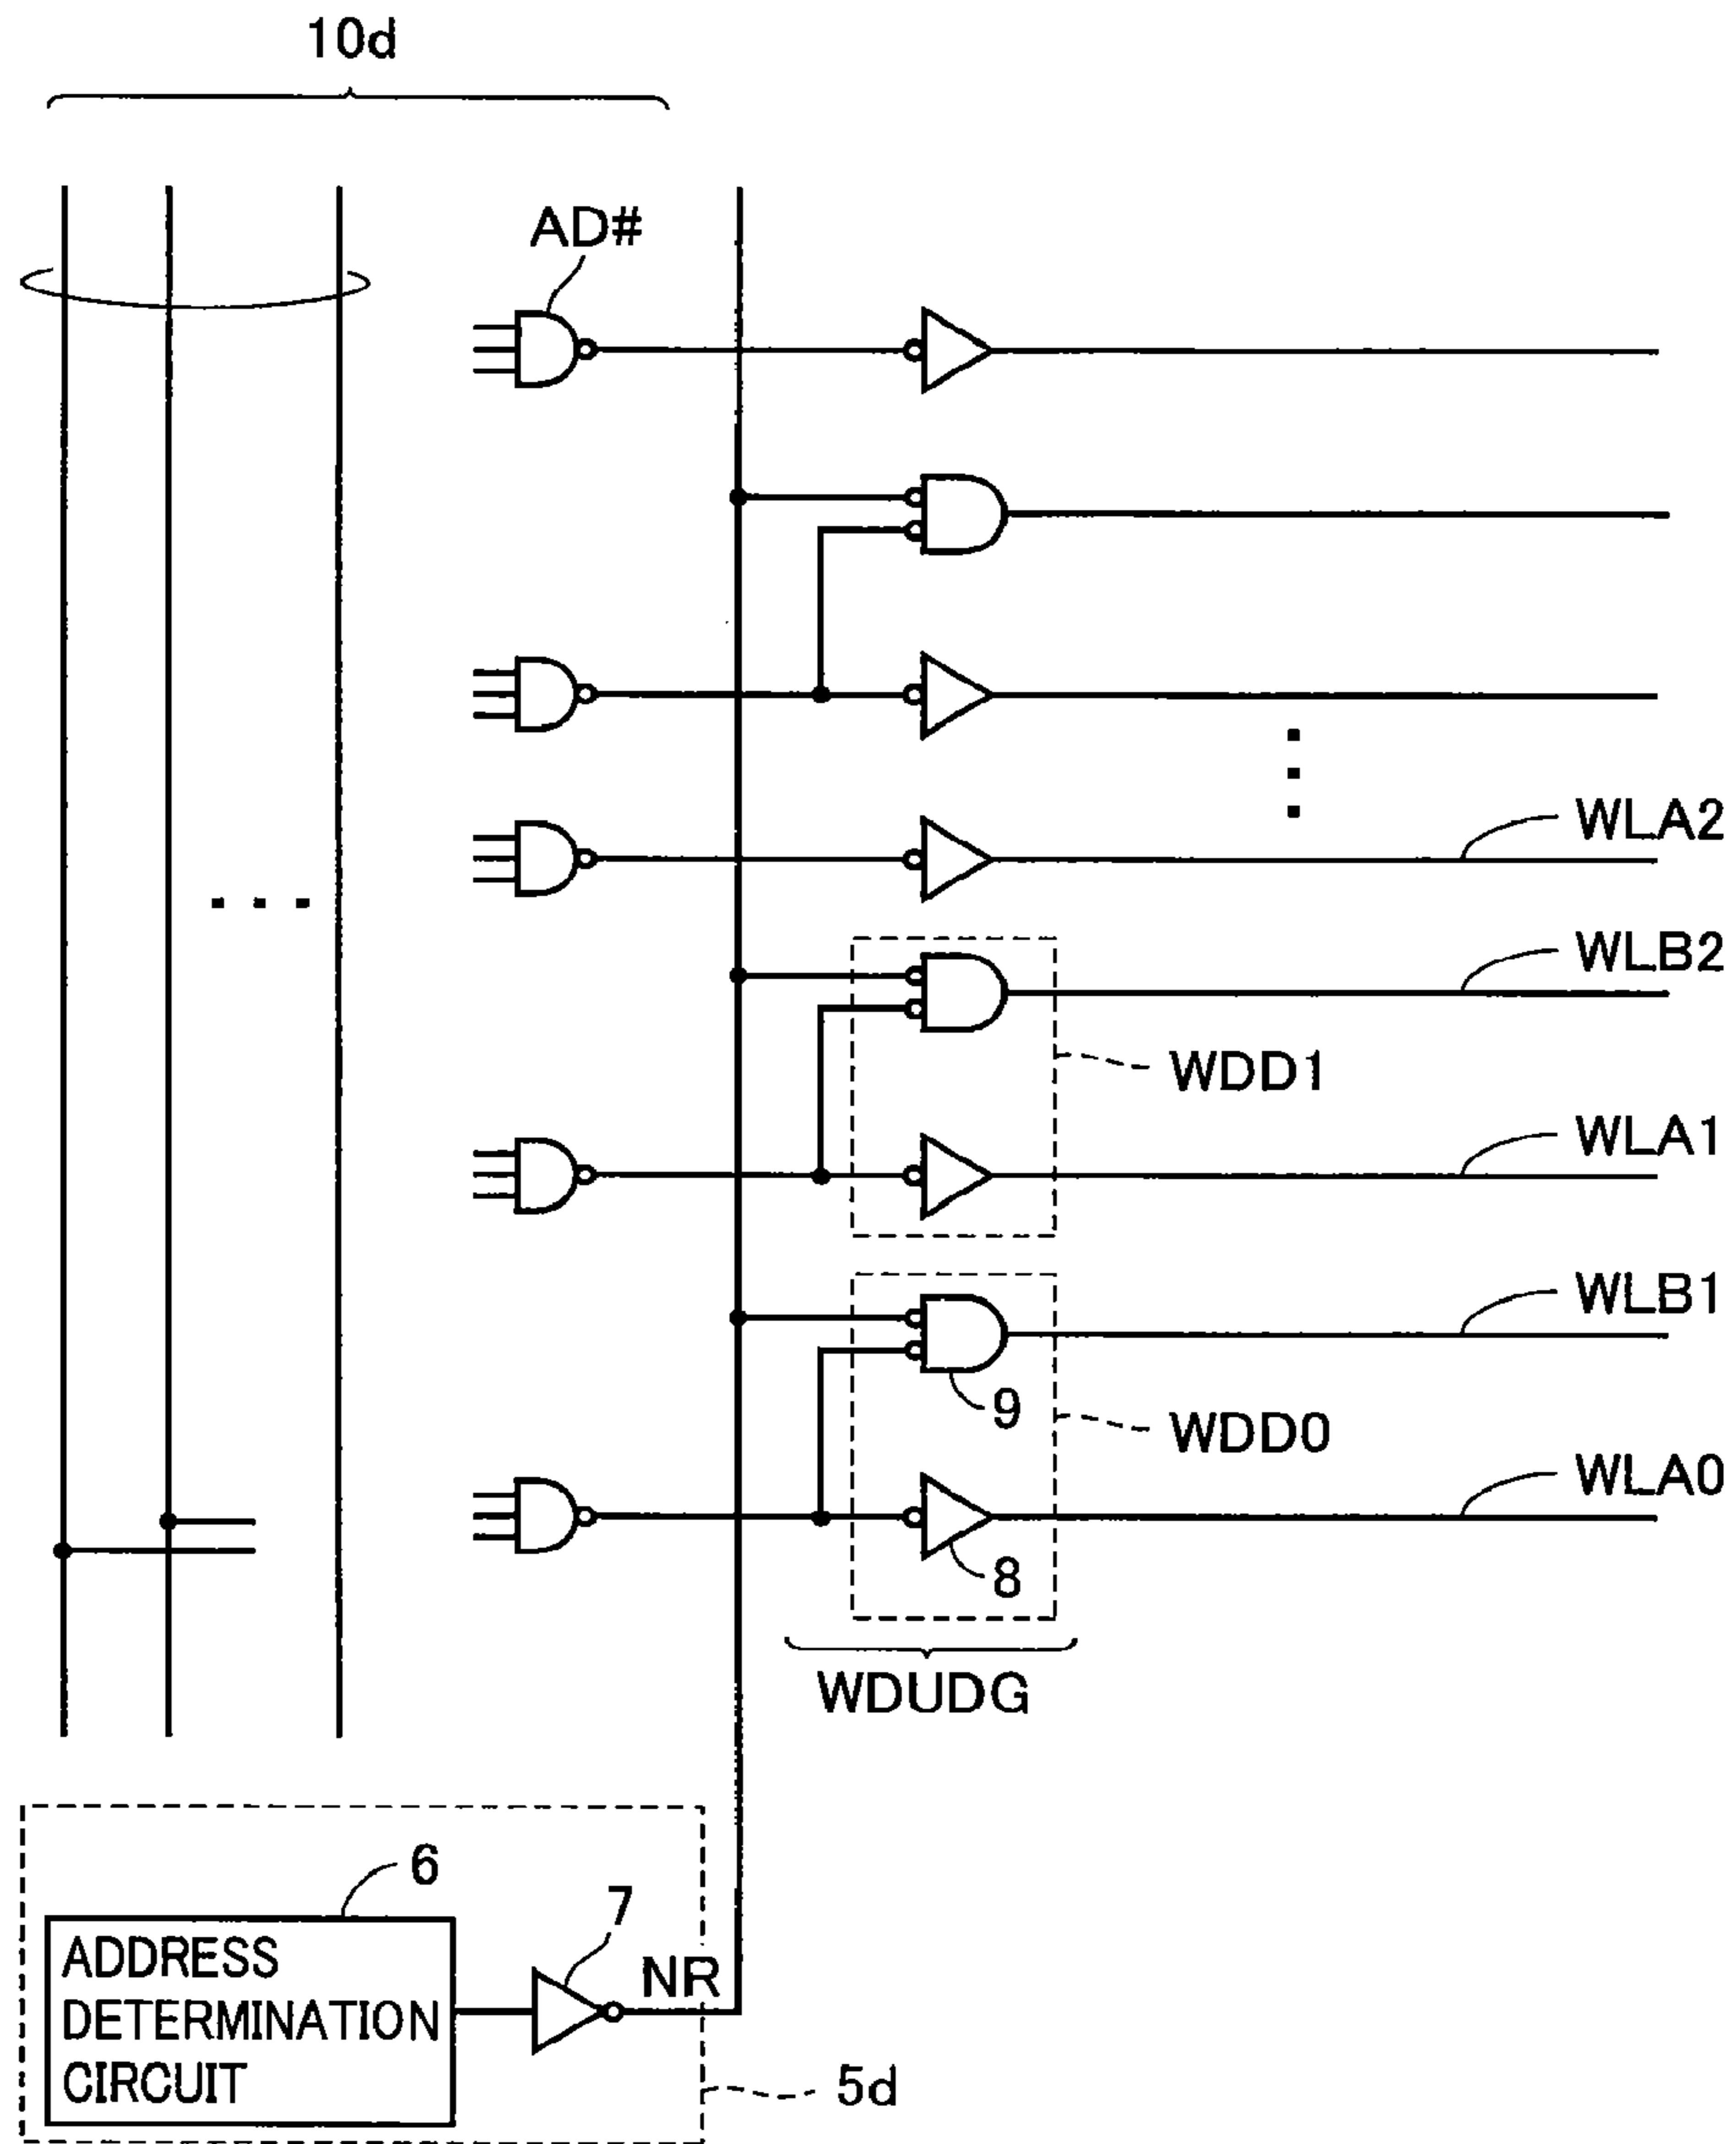 10d
AD#
WLA2
WLB2
WDD1
WLA1
WLB1
9
WDD0
WLA0
8
WDUDG
6
7
ADDRESS
DETERMINATION
CIRCUIT
NR
5d